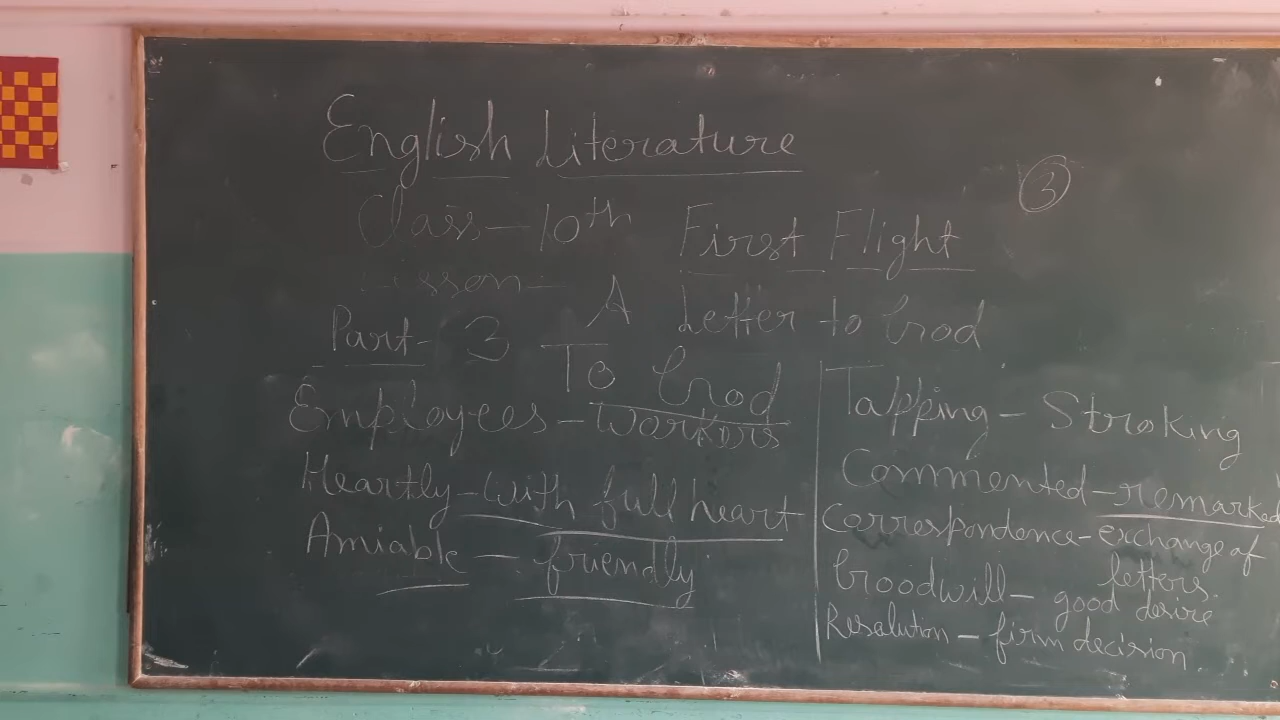 English Literature
3
Class-10th First Flight
Lesson- A Letter to God
Part- 3 To God
Employees-Workers
Heartly-with full heart
Amiable - friendly
Tapping - Stroking
Commented-remarked
Correspondence-exchange of
letters.
Goodwill- good desire
Resolution - firm decision.